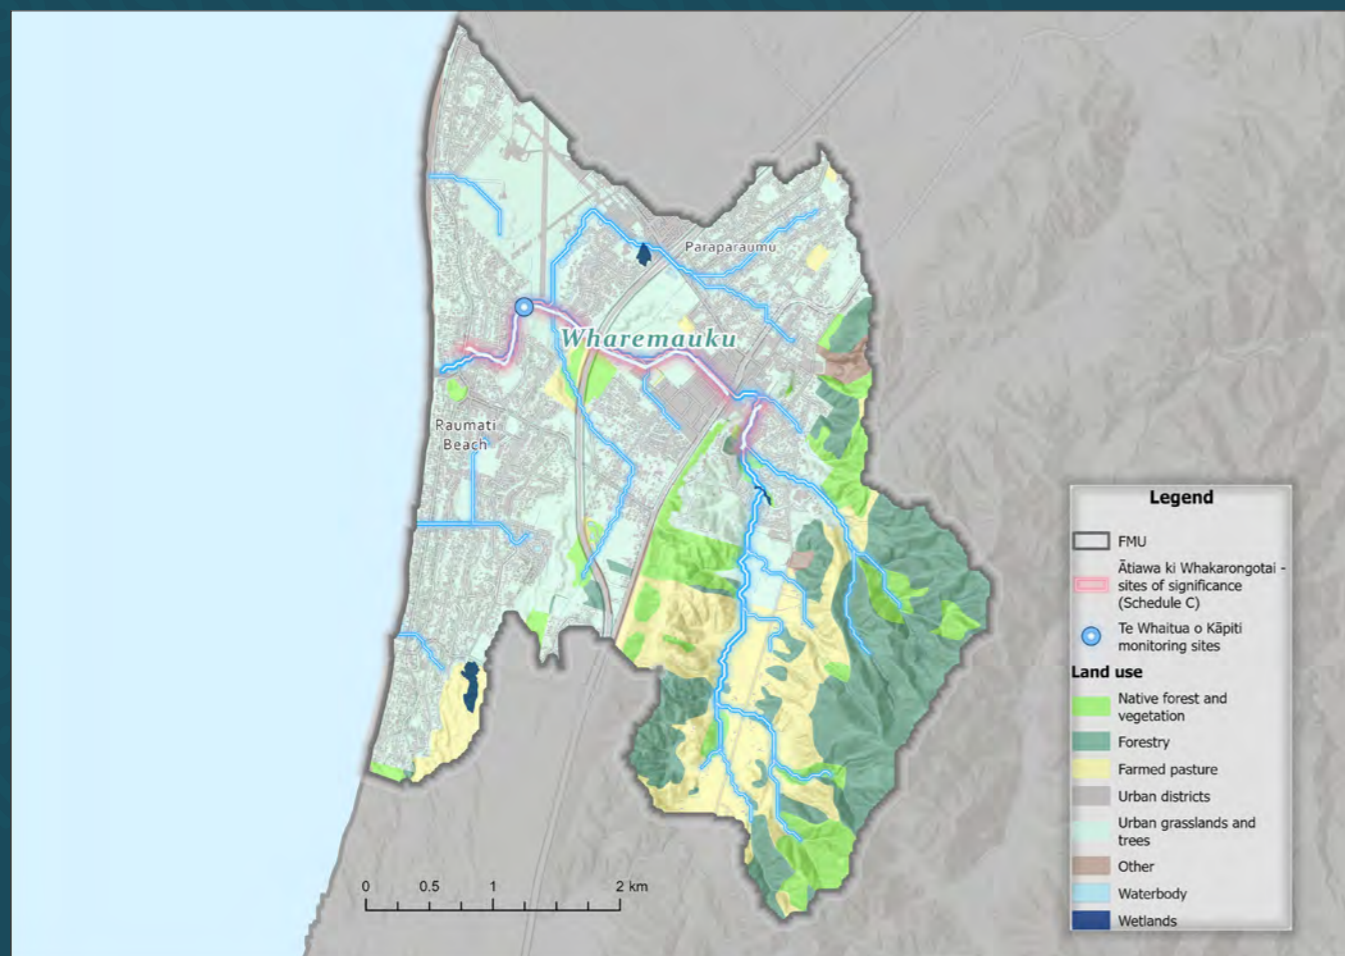 Paraparaumu
Wharemauku
Raumati
Beach
0 0.5 1 2 km
Legend
FMU
Ātiawa ki Whakarongotai -
sites of significance
(Schedule C)
Te Whaitua o Kāpiti
monitoring sites
Land use
Native forest and
vegetation
Forestry
Farmed pasture
Urban districts
Urban grasslands and
trees
Other
Waterbody
Wetlands